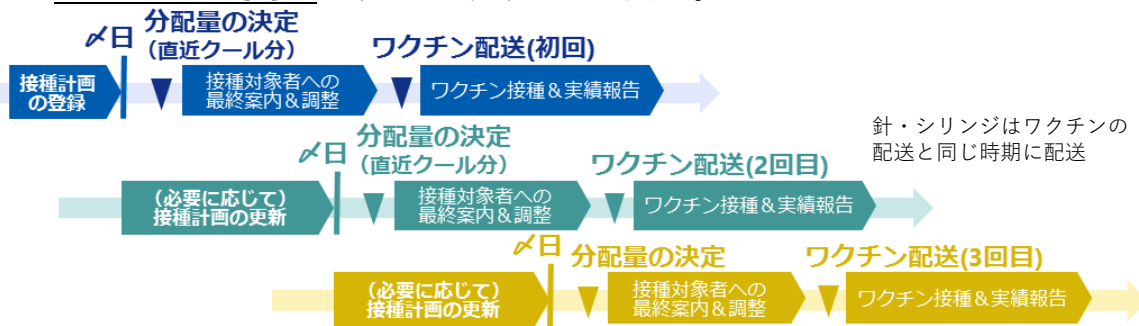 〆日
分配量の決定
（直近クール分）
ワクチン配送(初回)
接種計画
の登録
接種対象者への
最終案内＆調整
ワクチン接種＆実績報告
針・シリンジはワクチンの
配送と同じ時期に配送
〆日
分配量の決定
（直近クール分）
ワクチン配送(2回目)
（必要に応じて）
接種計画の更新
接種対象者への
最終案内＆調整
ワクチン接種＆実績報告
〆日
分配量の決定
ワクチン配送(3回目)
（必要に応じて）
接種計画の更新
接種対象者への
最終案内＆調整
ワクチン接種＆実績報告